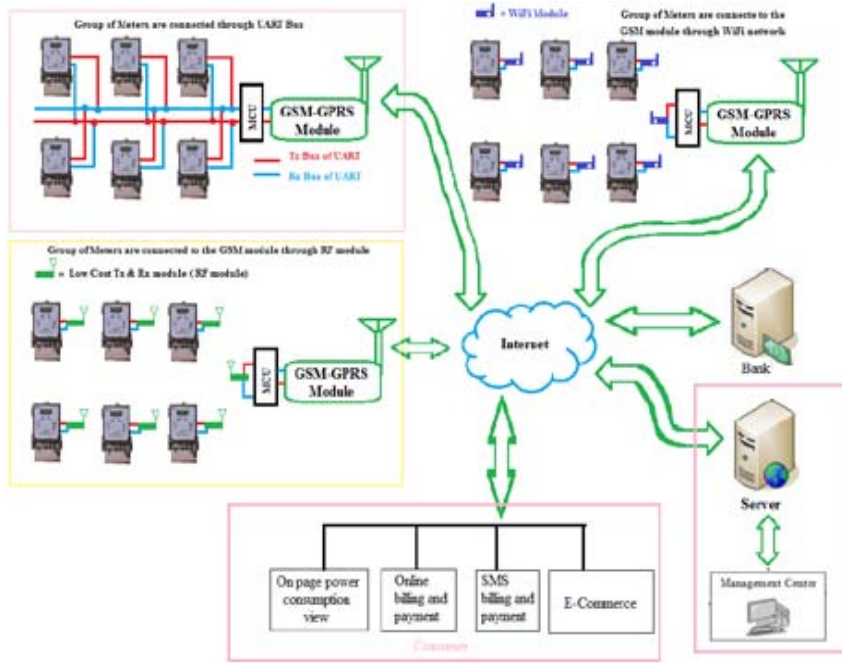 Group of Meters are connected through UART Bus
MCU
GSM-GPRS
Module
Tx Bus of UART
Rx Bus of UART
= WiFi Module
Group of Meters are connecte to the
GSM module through WiFi network
MCU
GSM-GPRS
Module
Group of Meters are connected to the GSM module through RF module
= Low Cost Tx & Rx module ( RF module)
MCU
GSM-GPRS
Module
Internet
Bank
Server
Management Center
On page power
consumption
view
Online
billing and
payment
SMS
billing and
payment
E-Commerce
Consumer